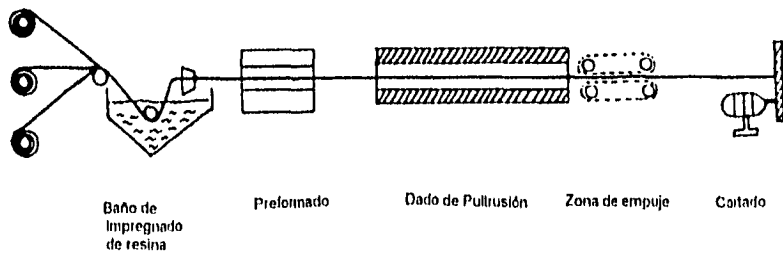 Baño de
Impregnado
de resina
Preformado
Dado de Pultrusión
Zona de empuje
Cortado